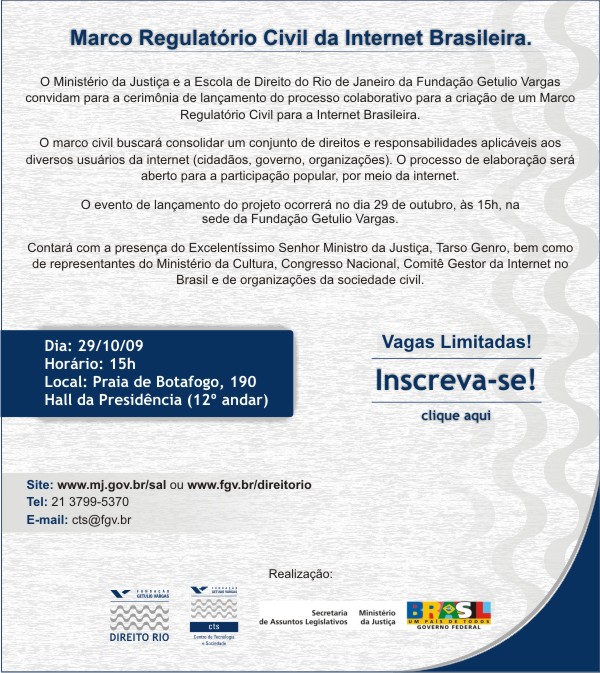 Marco Regulatório Civil da Internet Brasileira.
O Ministério da Justiça e a Escola de Direito do Rio de Janeiro da Fundação Getulio Vargas
convidam para a cerimônia de lançamento do processo colaborativo para a criação de um Marco
Regulatório Civil para a Internet Brasileira.
O marco civil buscará consolidar um conjunto de direitos e responsabilidades aplicáveis aos
diversos usuários da internet (cidadãos, governo, organizações). O processo de elaboração será
aberto para a participação popular, por meio da internet.
O evento de lançamento do projeto ocorrerá no dia 29 de outubro, às 15h, na
sede da Fundação Getulio Vargas.
Contará com a presença do Excelentíssimo Senhor Ministro da Justiça, Tarso Genro, bem como
de representantes do Ministério da Cultura, Congresso Nacional, Comitê Gestor da Internet no
Brasil e de organizações da sociedade civil.
Dia: 29/10/09
Horário: 15h
Local: Praia de Botafogo, 190
Hall da Presidência (12º andar)
Vagas Limitadas!
Inscreva-se!
clique aqui
Site: www.mj.gov.br/sal ou www.fgv.br/direitorio
Tel: 21 3799-5370
E-mail: cts@fgv.br
Realização:
FUNDAÇÃO
GETULIO VARGAS
DIREITO RIO
FUNDAÇÃO
GETULIO VARGAS
cts
Centro de Tecnologia
e Sociedade
Secretaria
de Assuntos Legislativos
Ministério
da Justiça
BRASIL
UM PAÍS DE TODOS
GOVERNO FEDERAL